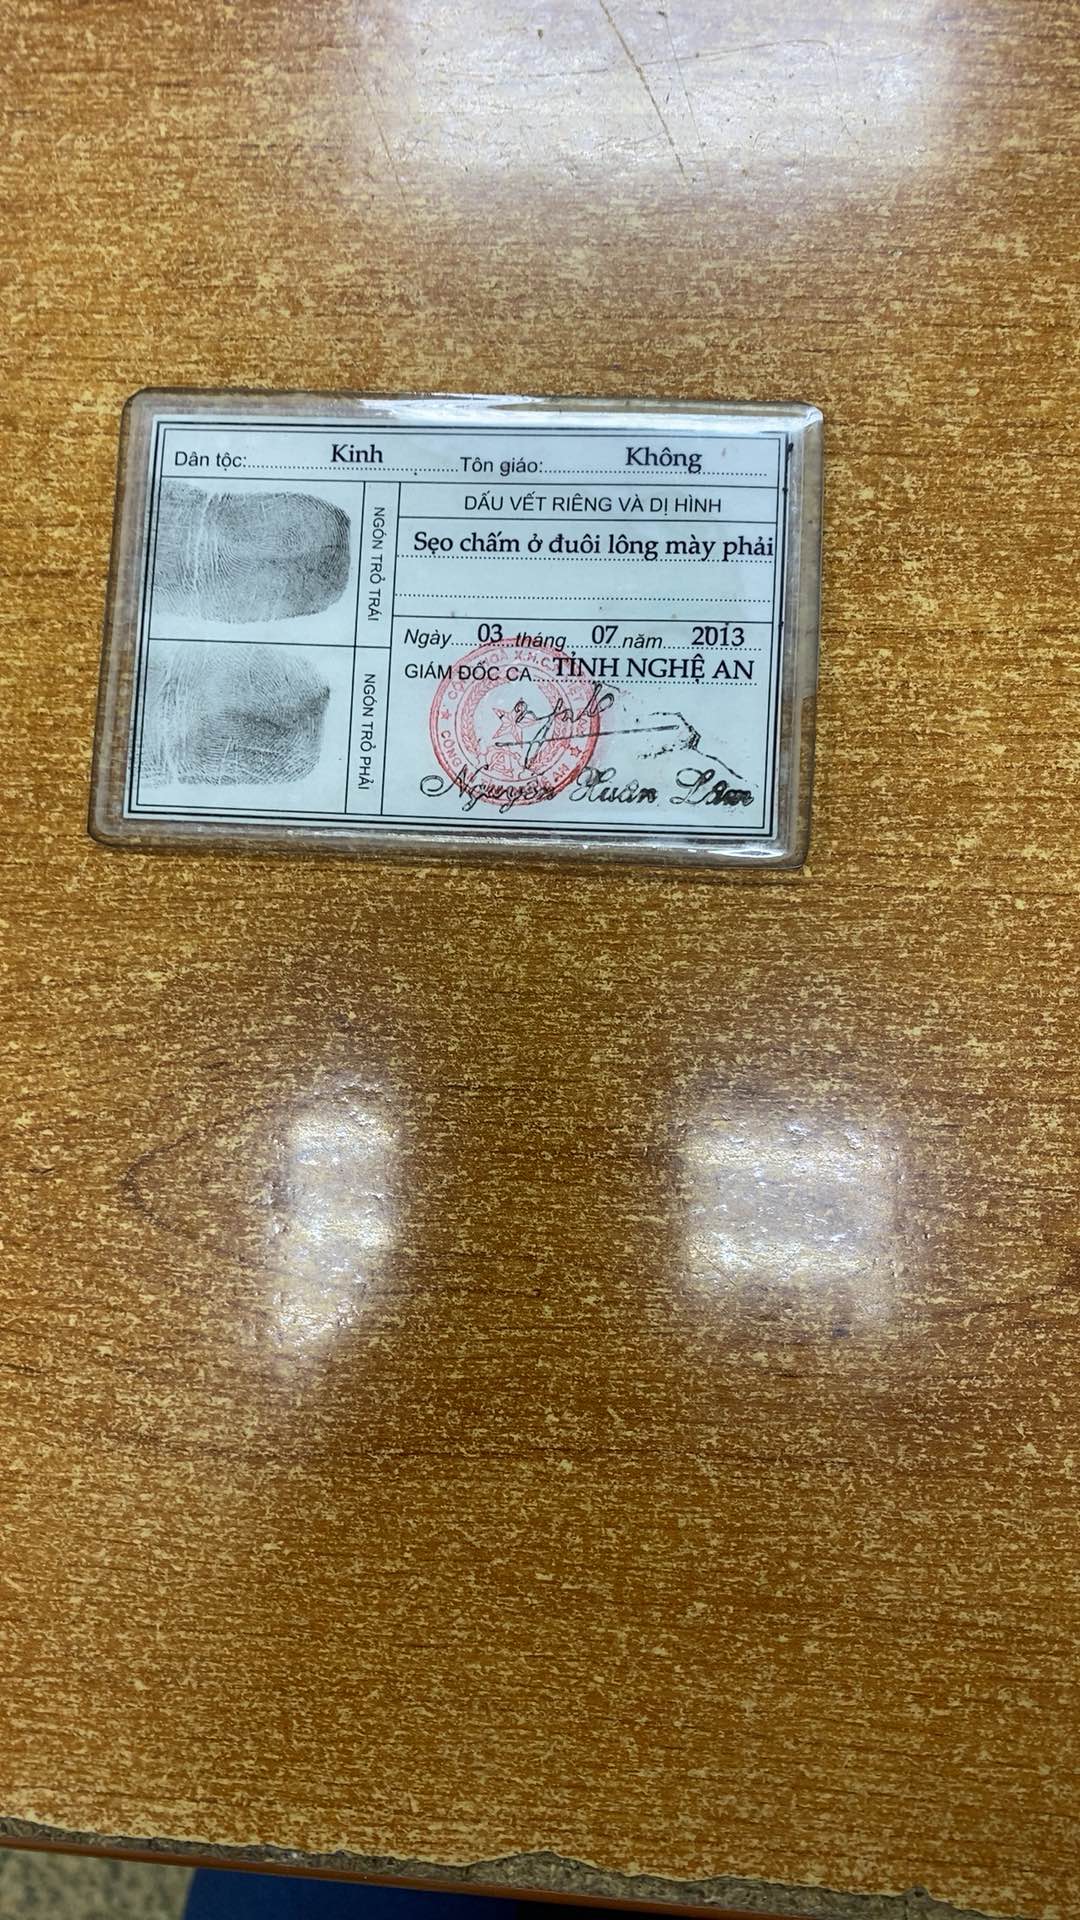 Dân tộc: Kinh Tôn giáo: Không
NGÓN TRỎ TRÁI
DẤU VẾT RIÊNG VÀ DỊ HÌNH
Sẹo chấm ở đuôi lông mày phải
NGÓN TRỎ PHẢI
Ngày 03 tháng 07 năm 2013
GIÁM ĐỐC CA TỈNH NGHỆ AN
Nguyễn Xuân Lâm